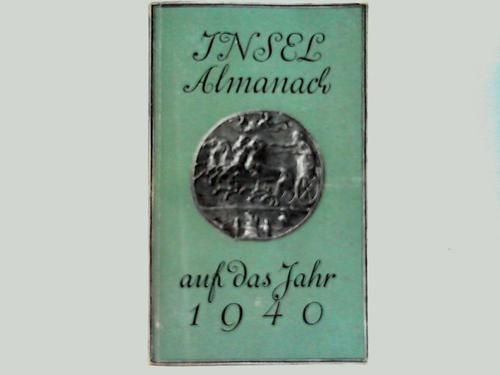 INSEL
Almanach
auf das Jahr
1940